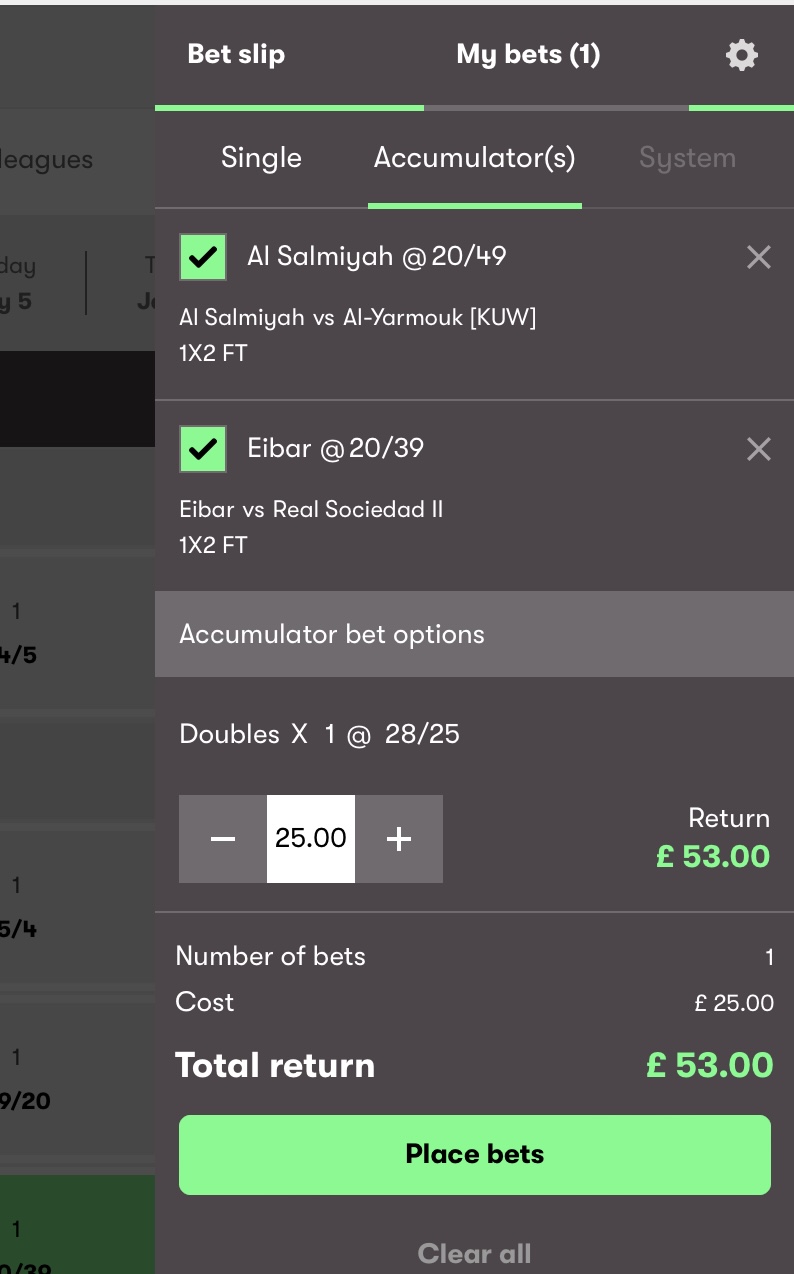 Bet slip
My bets (1)
leagues
Single
Accumulator(s)
System
day
y 5
Al Salmiyah @ 20/49
Al Salmiyah vs Al-Yarmouk [KUW]
1X2 FT
Eibar @ 20/39
Eibar vs Real Sociedad II
1X2 FT
Accumulator bet options
1
4/5
Doubles X 1 @ 28/25
25.00
Return
£ 53.00
1
5/4
Number of bets 1
Cost £ 25.00
Total return £ 53.00
1
9/20
Place bets
1
0/39
Clear all